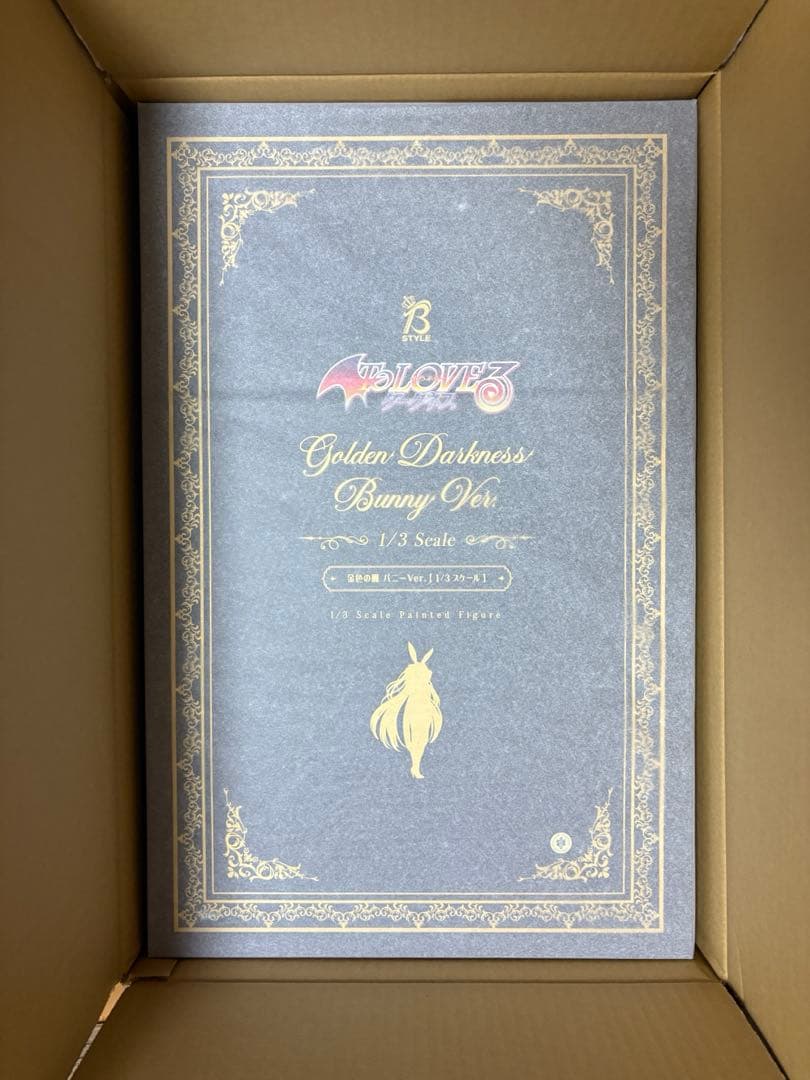 B
STYLE
To LOVEる
ダークネス
Golden Darkness
Bunny Ver.
1/3 Scale
金色の闇 バニーVer.【1/3スケール】
1/3 Scale Painted Figure